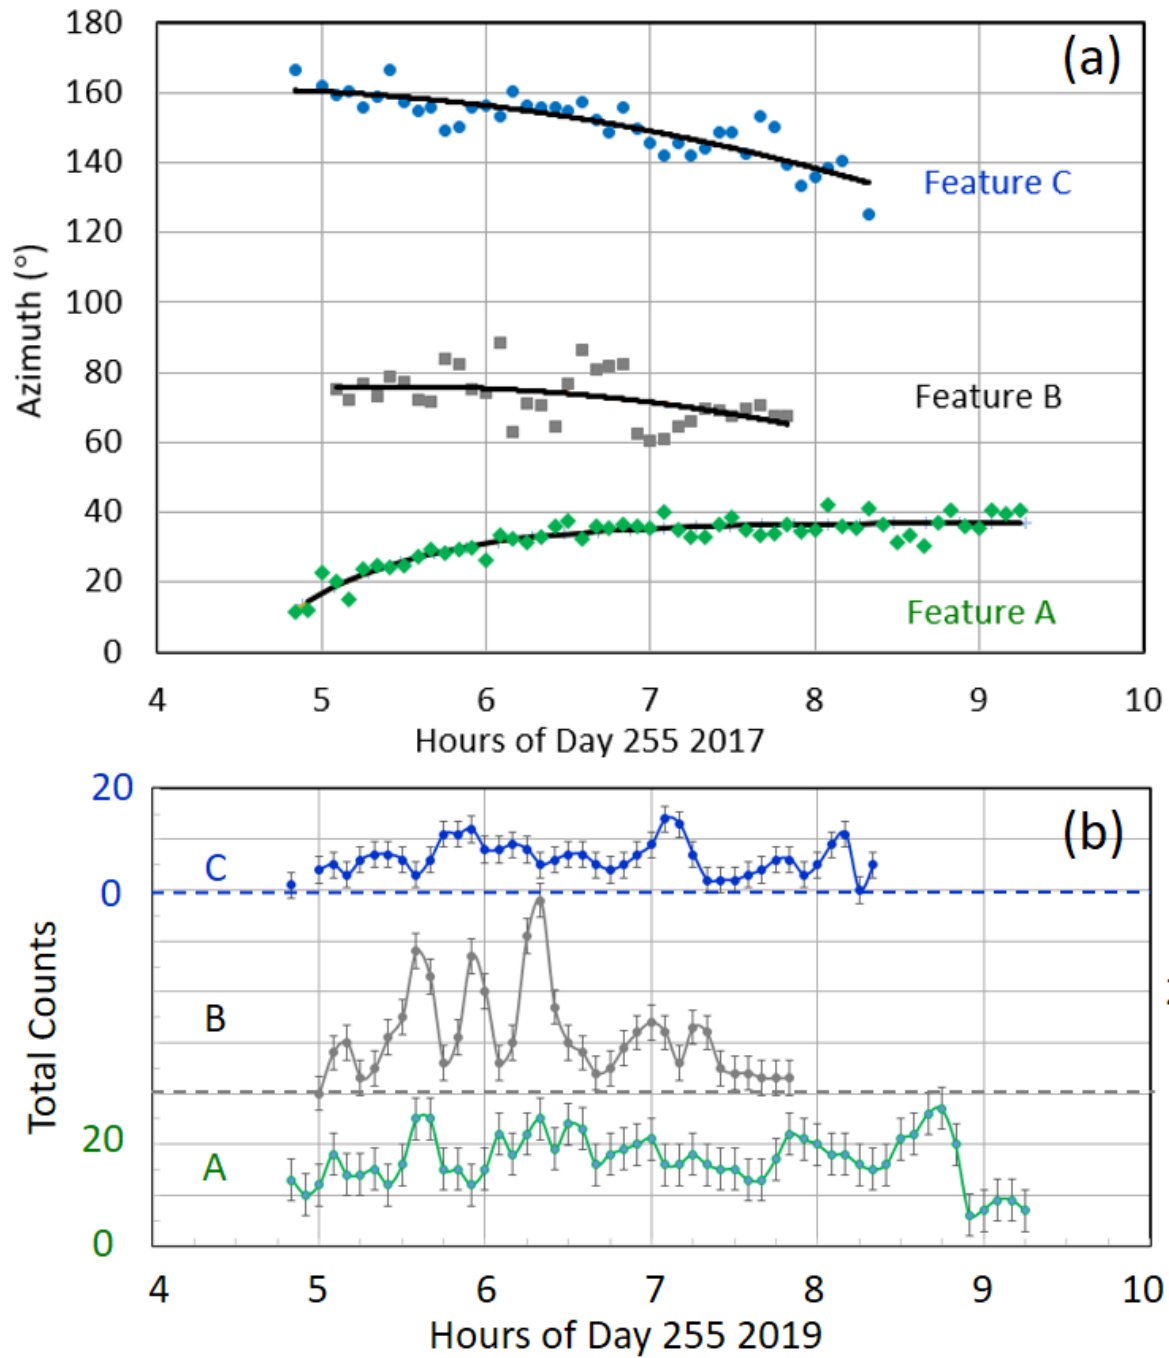 (a)
180
160
140
120
100
80
60
40
20
0
Azimuth (°)
Feature C
Feature B
Feature A
4 5 6 7 8 9 10
Hours of Day 255 2017
(b)
20
C
0
B
20
A
0
Total Counts
4 5 6 7 8 9 10
Hours of Day 255 2019